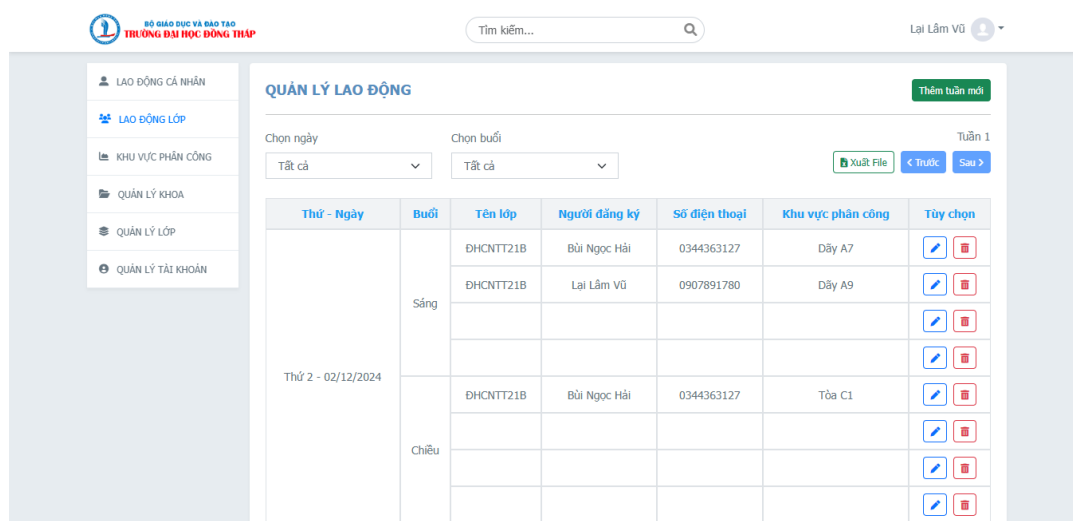 BỘ GIÁO DỤC VÀ ĐÀO TẠO
TRƯỜNG ĐẠI HỌC ĐỒNG THÁP
Tìm kiếm...
Lại Lâm Vũ
LAO ĐỘNG CÁ NHÂN
LAO ĐỘNG LỚP
KHU VỰC PHÂN CÔNG
QUẢN LÝ KHOA
QUẢN LÝ LỚP
QUẢN LÝ TÀI KHOẢN
QUẢN LÝ LAO ĐỘNG
Thêm tuần mới
Chọn ngày
Chọn buổi
Tuần 1
Tất cả
Tất cả
Xuất File
Trước
Sau
Thứ - Ngày Buổi Tên lớp Người đăng ký Số điện thoại Khu vực phân công Tùy chọn
Thứ 2 - 02/12/2024
Sáng
ĐHCNTT21B Bùi Ngọc Hải 0344363127 Dãy A7
ĐHCNTT21B Lại Lâm Vũ 0907891780 Dãy A9
Chiều
ĐHCNTT21B Bùi Ngọc Hải 0344363127 Tòa C1